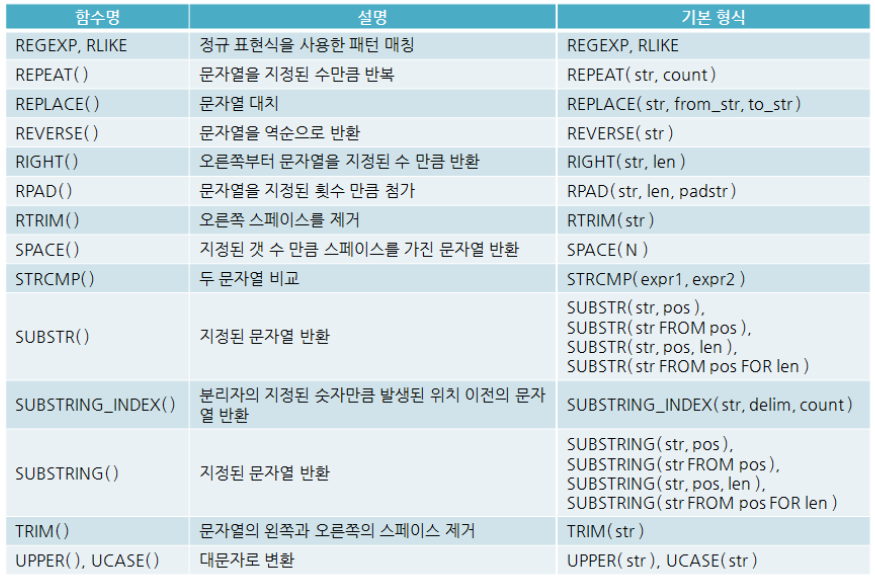 함수명 설명 기본 형식
REGEXP, RLIKE 정규 표현식을 사용한 패턴 매칭 REGEXP, RLIKE
REPEAT( ) 문자열을 지정된 수만큼 반복 REPEAT( str, count )
REPLACE( ) 문자열 대치 REPLACE( str, from_str, to_str )
REVERSE( ) 문자열을 역순으로 반환 REVERSE( str )
RIGHT( ) 오른쪽부터 문자열을 지정된 수 만큼 반환 RIGHT( str, len )
RPAD( ) 문자열을 지정된 횟수 만큼 첨가 RPAD( str, len, padstr )
RTRIM( ) 오른쪽 스페이스를 제거 RTRIM( str )
SPACE( ) 지정된 갯 수 만큼 스페이스를 가진 문자열 반환 SPACE( N )
STRCMP( ) 두 문자열 비교 STRCMP( expr1, expr2 )
SUBSTR( ) 지정된 문자열 반환 SUBSTR( str, pos ),
SUBSTR( str FROM pos ),
SUBSTR( str, pos, len ),
SUBSTR( str FROM pos FOR len )
SUBSTRING_INDEX( ) 분리자의 지정된 숫자만큼 발생된 위치 이전의 문자
열 반환 SUBSTRING_INDEX( str, delim, count )
SUBSTRING( ) 지정된 문자열 반환 SUBSTRING( str, pos ),
SUBSTRING( str FROM pos ),
SUBSTRING( str, pos, len ),
SUBSTRING( str FROM pos FOR len )
TRIM( ) 문자열의 왼쪽과 오른쪽의 스페이스 제거 TRIM( str )
UPPER( ), UCASE( ) 대문자로 변환 UPPER( str ), UCASE( str )